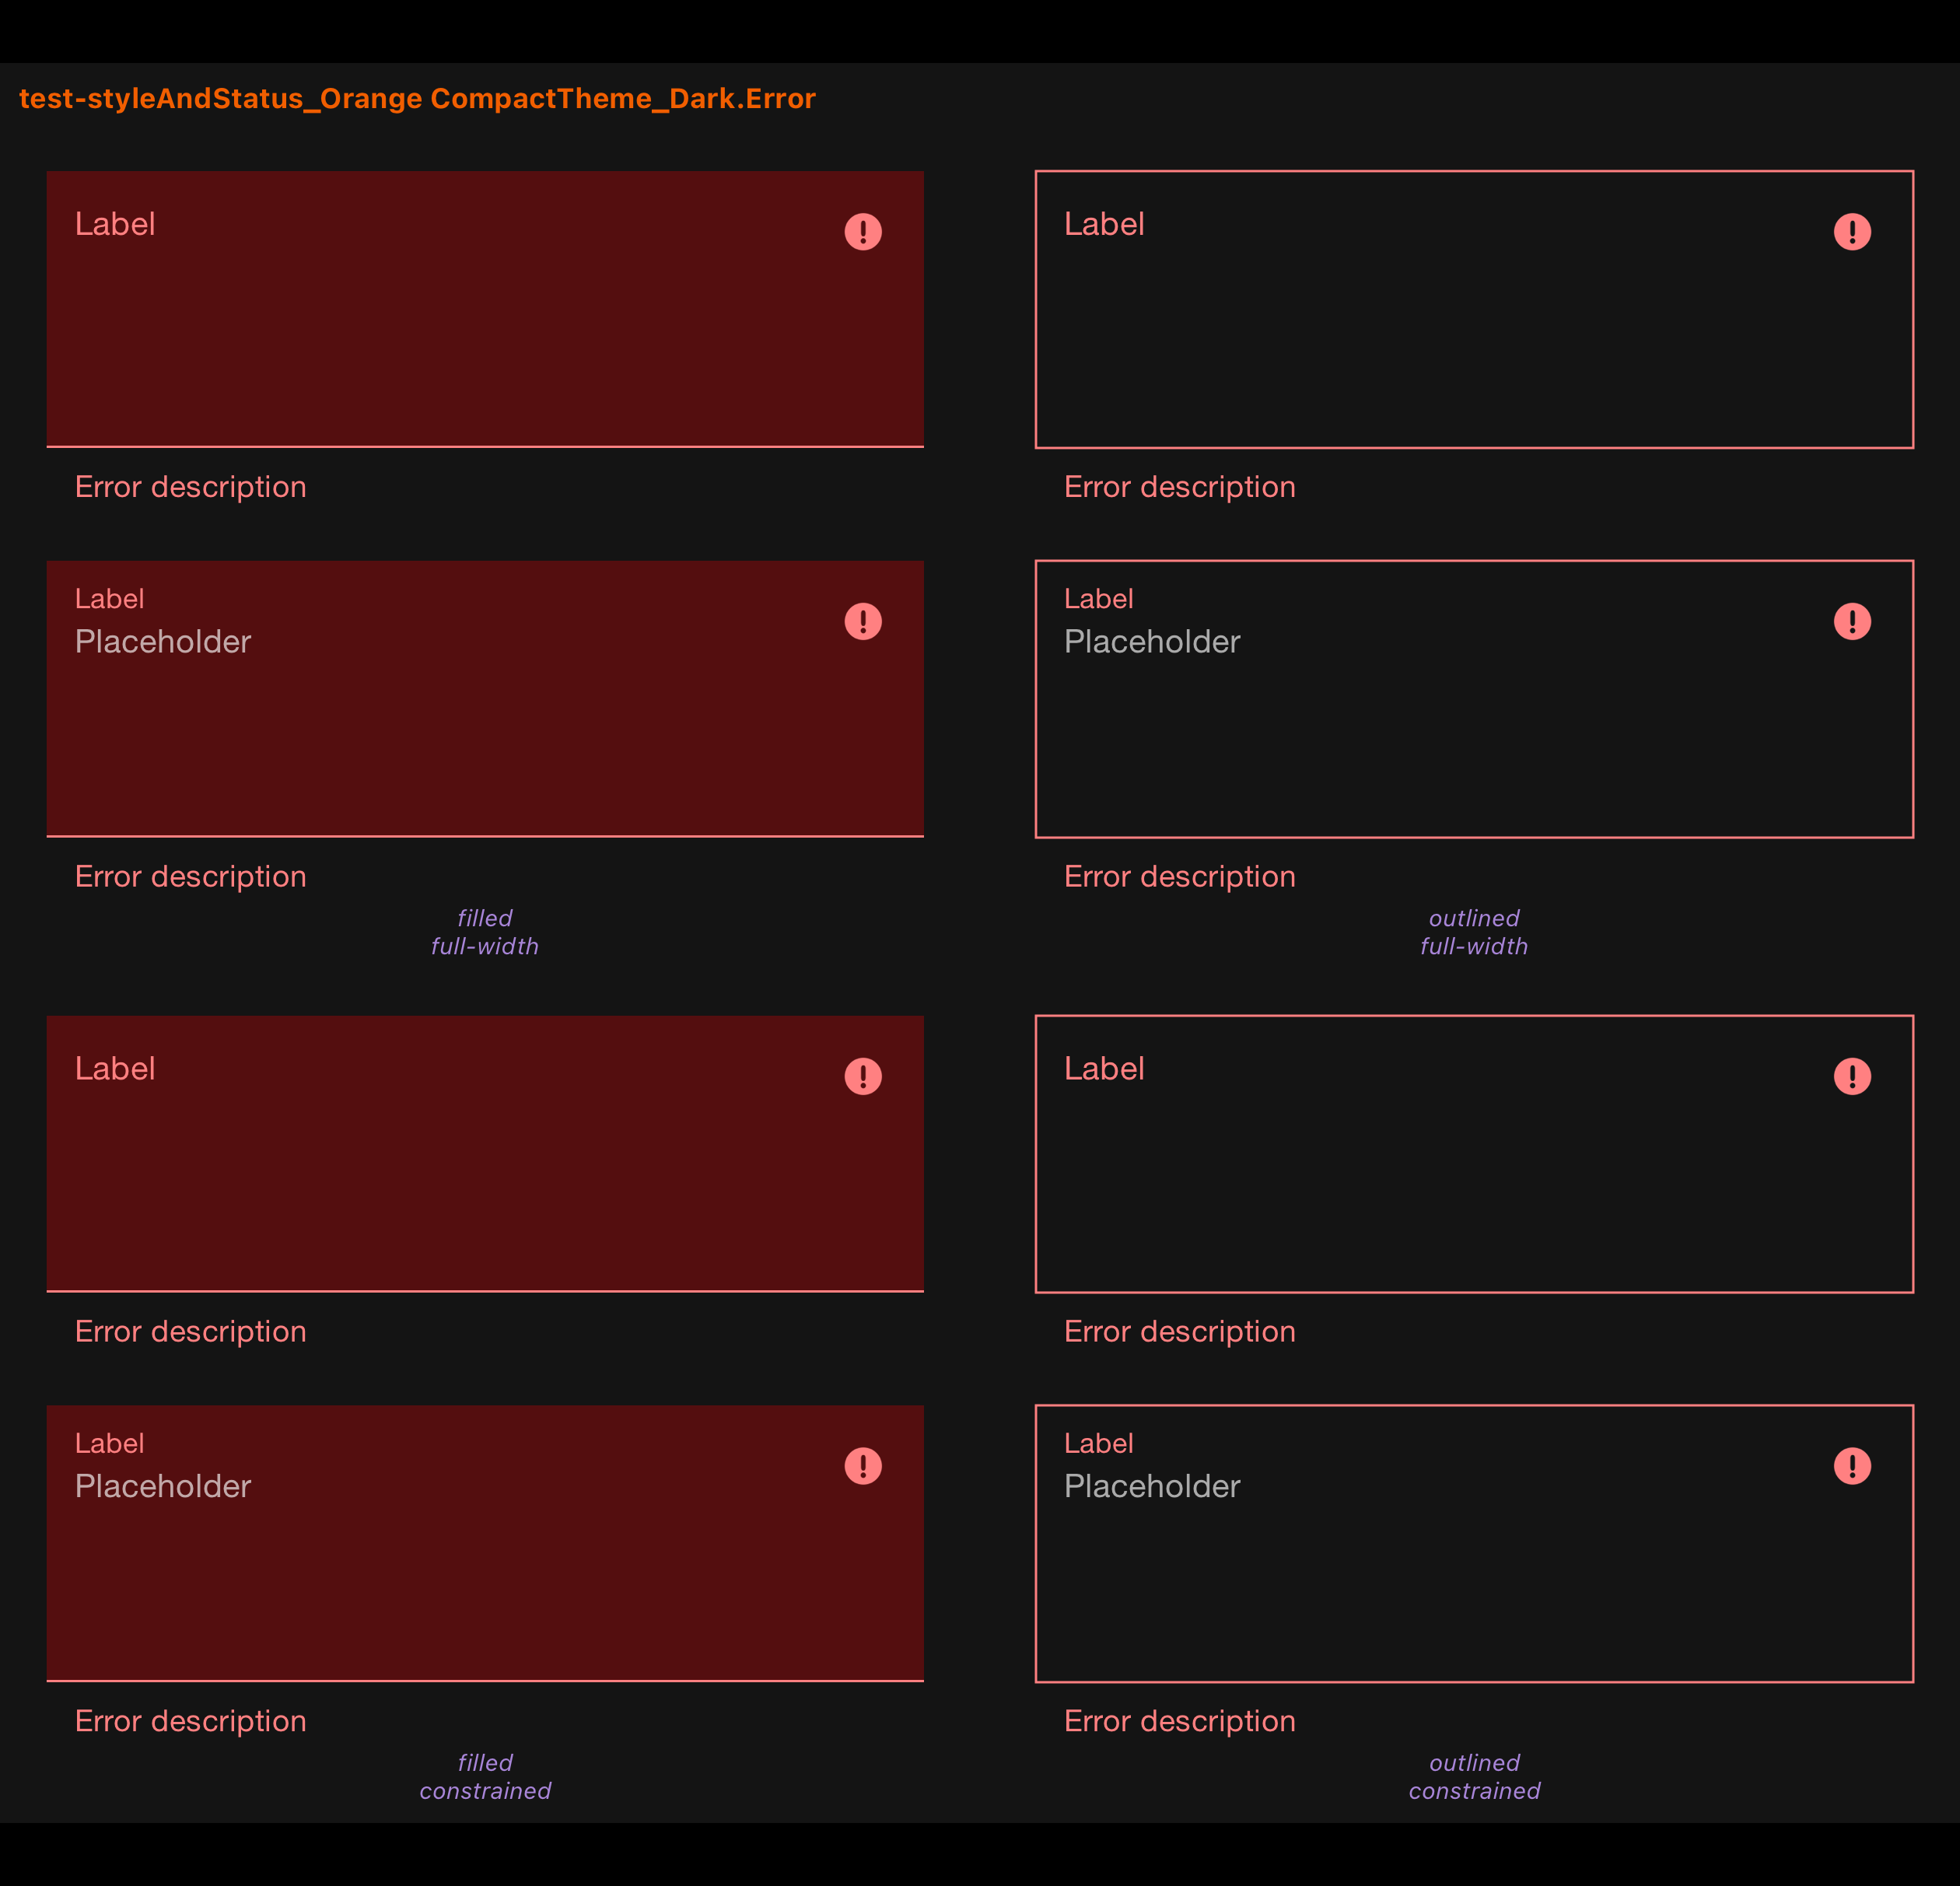 test-styleAndStatus_Orange CompactTheme_Dark.Error
Label
Label
Error description
Error description
Label
Placeholder
Label
Placeholder
Error description
Error description
filled
full-width
outlined
full-width
Label
Label
Error description
Error description
Label
Placeholder
Label
Placeholder
Error description
Error description
filled
constrained
outlined
constrained